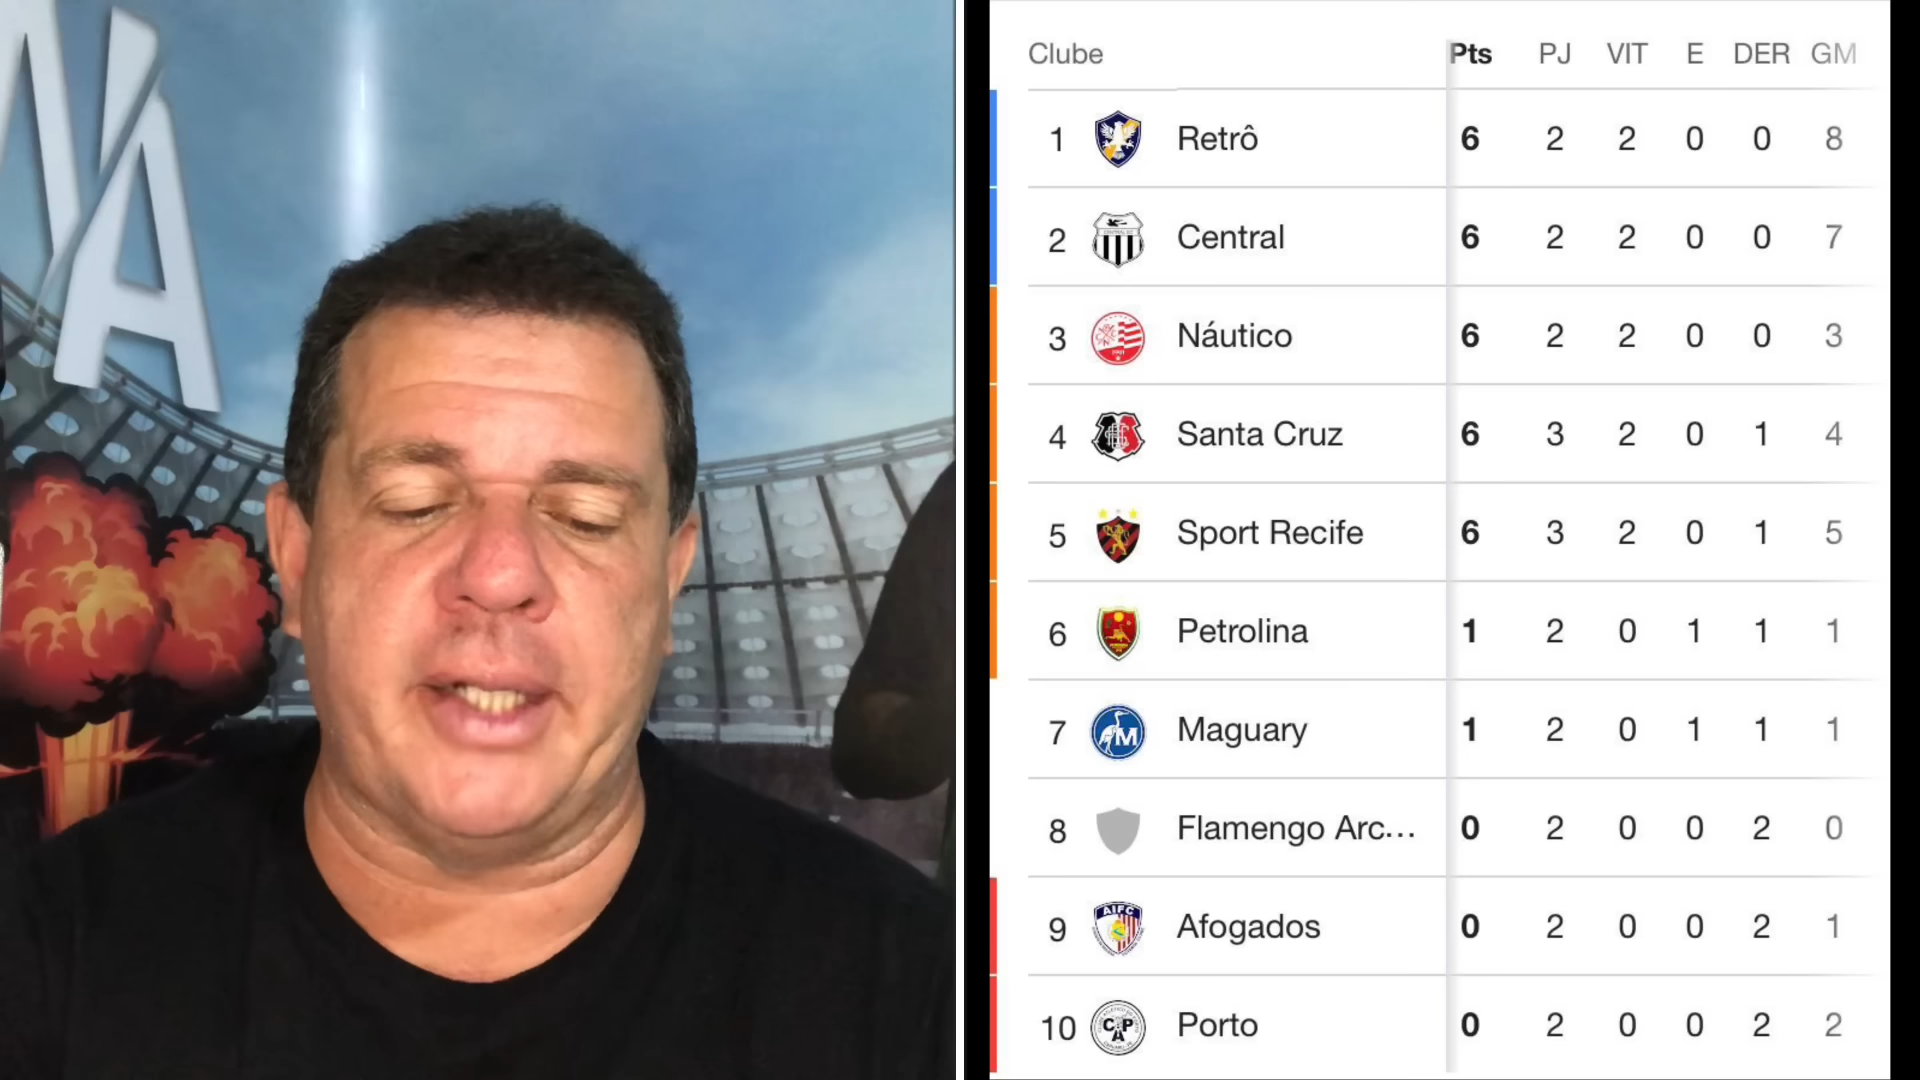 NA
Clube Pts PJ VIT E DER GM
1 Retrô 6 2 2 0 0 8
2 Central 6 2 2 0 0 7
3 Náutico 6 2 2 0 0 3
4 Santa Cruz 6 3 2 0 1 4
5 Sport Recife 6 3 2 0 1 5
6 Petrolina 1 2 0 1 1 1
7 M Maguary 1 2 0 1 1 1
8 Flamengo Arc... 0 2 0 0 2 0
9 AIFC Afogados 0 2 0 0 2 1
10 CAP Porto 0 2 0 0 2 2